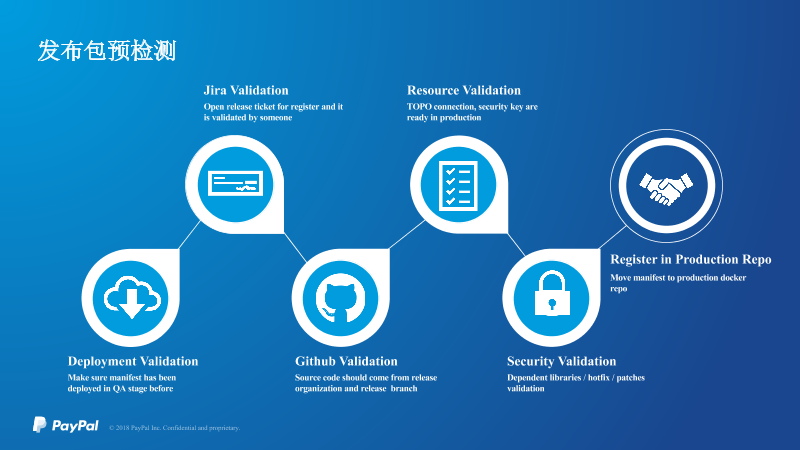 发布包预检测
Jira Validation
Open release ticket for register and it
is validated by someone
Resource Validation
TOPO connection, security key are
ready in production
Register in Production Repo
Move manifest to production docker
repo
Deployment Validation
Make sure manifest has been
deployed in QA stage before
Github Validation
Source code should come from release
organization and release branch
Security Validation
Dependent libraries / hotfix / patches
validation
PayPal
© 2018 PayPal Inc. Confidential and proprietary.